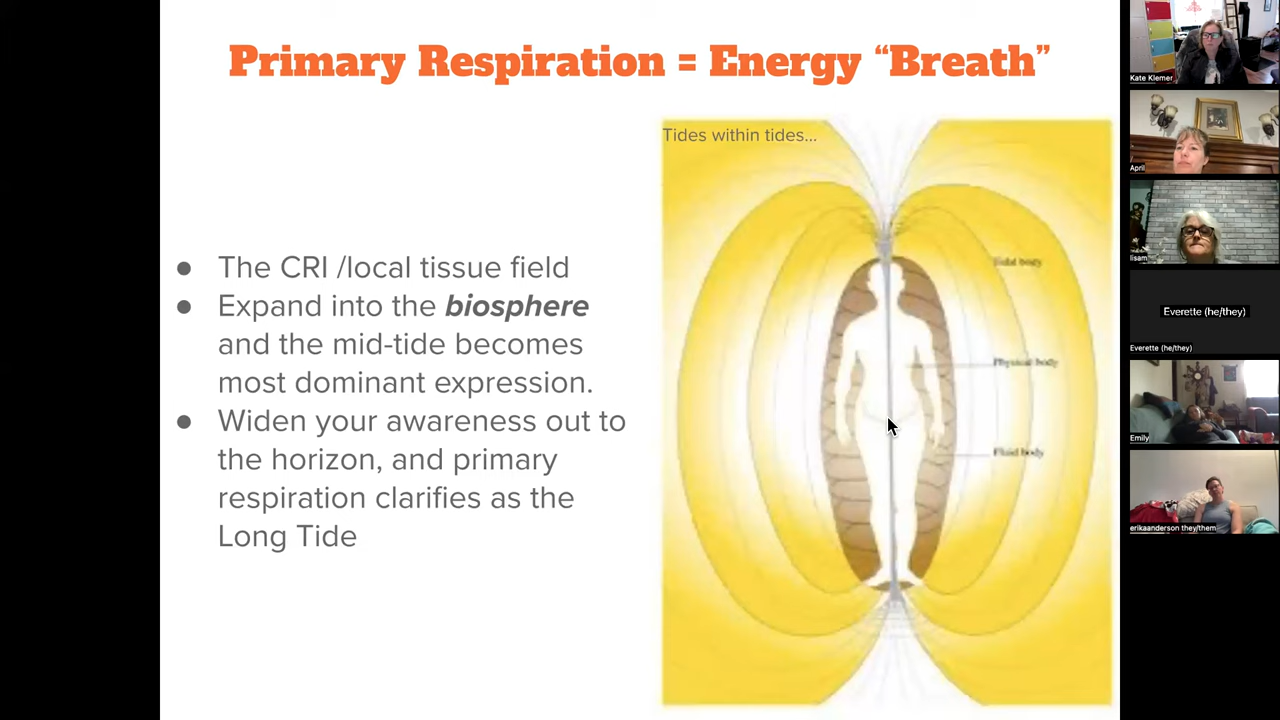 Primary Respiration = Energy “Breath”
Tides within tides...
● The CRI /local tissue field
● Expand into the biosphere
and the mid-tide becomes
most dominant expression.
● Widen your awareness out to
the horizon, and primary
respiration clarifies as the
Long Tide
Tidal body
Physical body
Fluid body
Kate Klemer
April
lisam
Everette (he/they)
Everette (he/they)
Emily
erikaanderson they/them